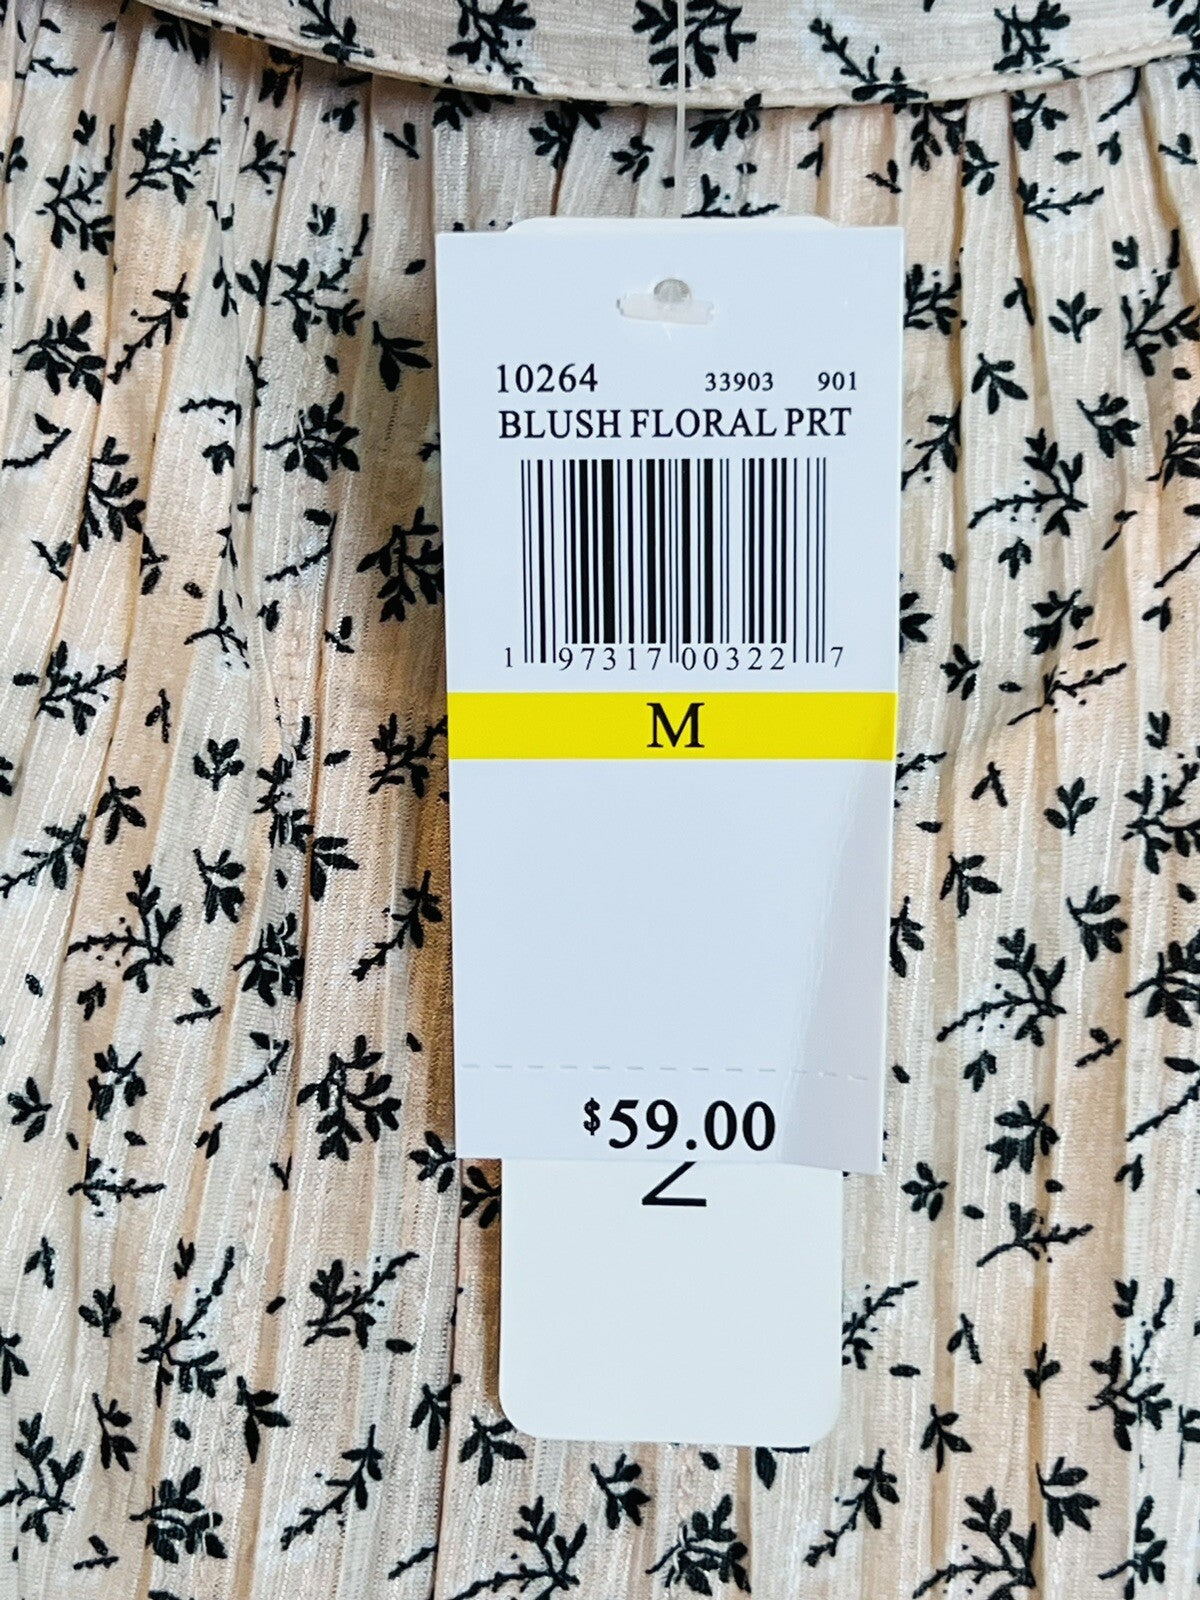 10264 33903 901
BLUSH FLORAL PRT
1 97317 00322 7
M
$59.00